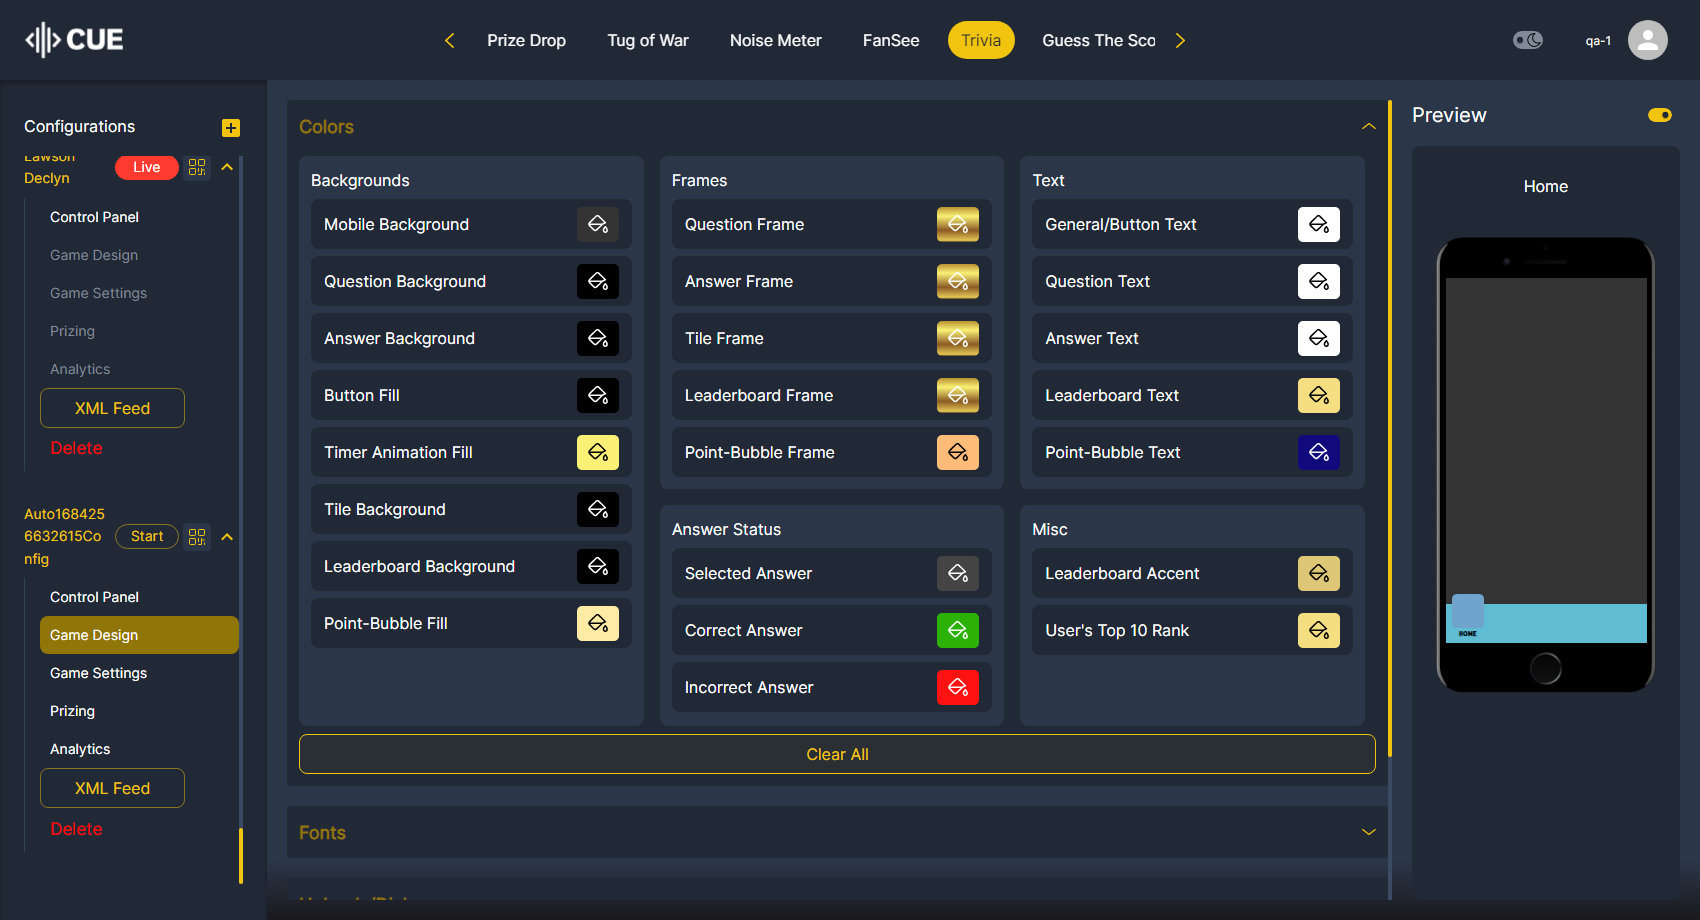 CUE
Prize Drop
Tug of War
Noise Meter
FanSee
Trivia
Guess The Sco
qa-1
Configurations
Lawson
Declyn
Live
Control Panel
Game Design
Game Settings
Prizing
Analytics
XML Feed
Delete
Auto168425
6632615Co
nfig
Start
Control Panel
Game Design
Game Settings
Prizing
Analytics
XML Feed
Delete
Colors
Backgrounds
Mobile Background
Question Background
Answer Background
Button Fill
Timer Animation Fill
Tile Background
Leaderboard Background
Point-Bubble Fill
Frames
Question Frame
Answer Frame
Tile Frame
Leaderboard Frame
Point-Bubble Frame
Text
General/Button Text
Question Text
Answer Text
Leaderboard Text
Point-Bubble Text
Answer Status
Selected Answer
Correct Answer
Incorrect Answer
Misc
Leaderboard Accent
User's Top 10 Rank
Clear All
Fonts
Preview
Home
HOME